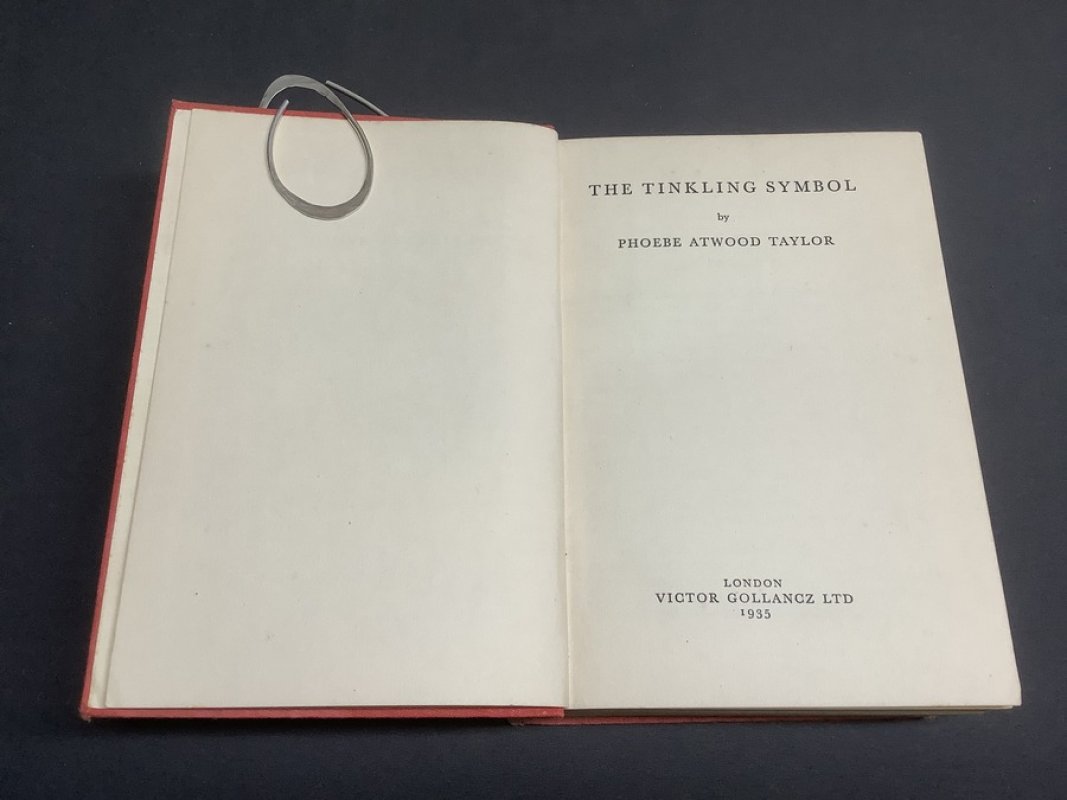 THE TINKLING SYMBOL
by
PHOEBE ATWOOD TAYLOR
LONDON
VICTOR GOLLANCZ LTD
1935